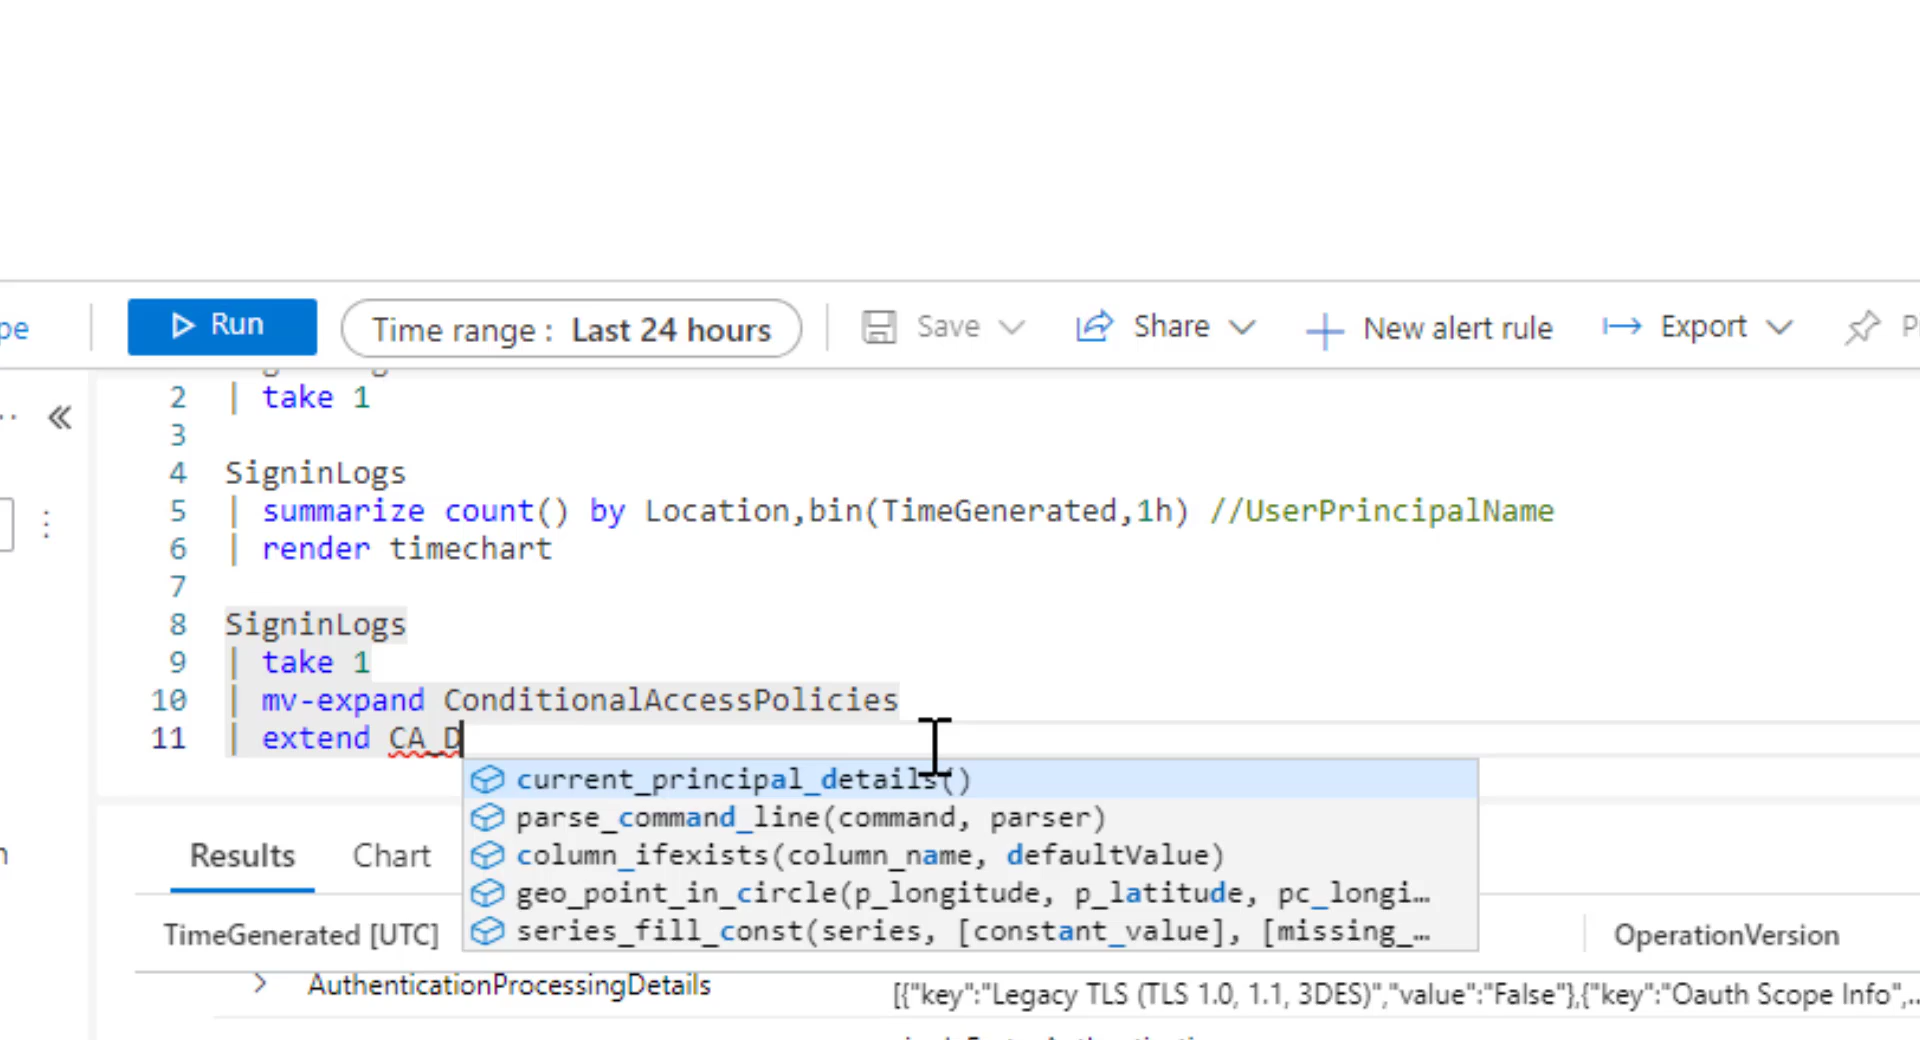 pe
Run
Time range : Last 24 hours
Save
Share
New alert rule
Export
2 | take 1
3
4 SigninLogs
5 | summarize count() by Location,bin(TimeGenerated,1h) //UserPrincipalName
6 | render timechart
7
8 SigninLogs
9 | take 1
10 | mv-expand ConditionalAccessPolicies
11 | extend CA_D
current_principal_details()
parse_command_line(command, parser)
column_ifexists(column_name, defaultValue)
geo_point_in_circle(p_longitude, p_latitude, pc_longi…
series_fill_const(series, [constant_value], [missing_…
Results
Chart
TimeGenerated [UTC]
OperationVersion
AuthenticationProcessingDetails
[{"key":"Legacy TLS (TLS 1.0, 1.1, 3DES)","value":"False"},{"key":"Oauth Scope Info",...